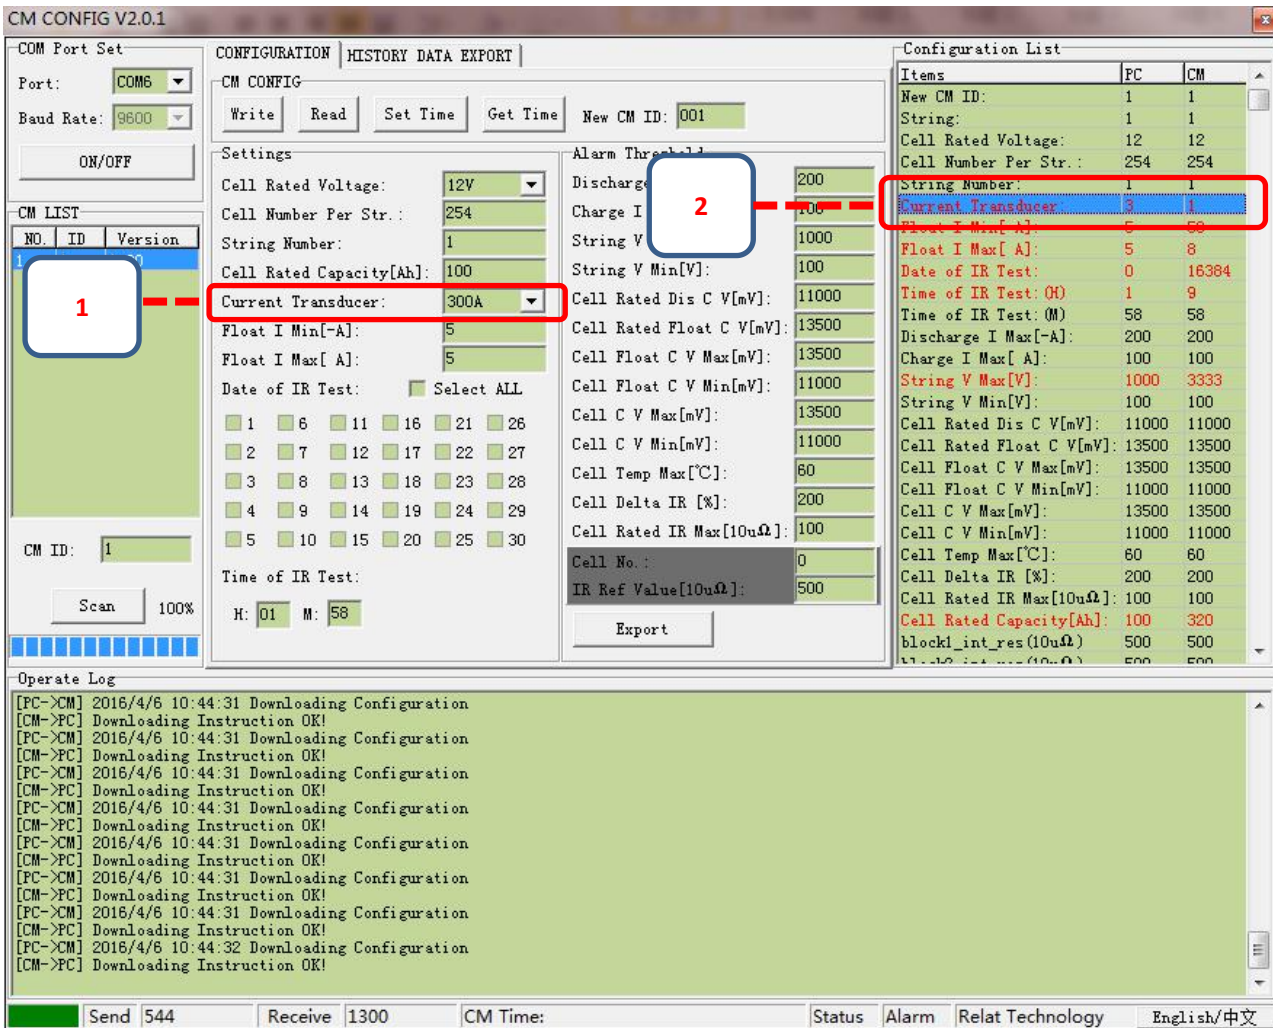 CM CONFIG V2.0.1
COM Port Set
Port: COM6
Baud Rate: 9600
ON/OFF
CM LIST
NO. ID Version
1
CM ID: 1
Scan 100%
CONFIGURATION HISTORY DATA EXPORT
CM CONFIG
Write Read Set Time Get Time New CM ID: 001
Settings
Cell Rated Voltage: 12V
Cell Number Per Str.: 254
String Number: 1
Cell Rated Capacity[Ah]: 100
Current Transducer: 300A
Float I Min[-A]: 5
Float I Max[ A]: 5
Date of IR Test: Select ALL
1 6 11 16 21 26
2 7 12 17 22 27
3 8 13 18 23 28
4 9 14 19 24 29
5 10 15 20 25 30
Time of IR Test:
H: 01 M: 58
Alarm Threshold
Discharge 200
Charge I 100
String V 1000
String V Min[V]: 100
Cell Rated Dis C V[mV]: 11000
Cell Rated Float C V[mV]: 13500
Cell Float C V Max[mV]: 13500
Cell Float C V Min[mV]: 11000
Cell C V Max[mV]: 13500
Cell C V Min[mV]: 11000
Cell Temp Max[℃]: 60
Cell Delta IR [%]: 200
Cell Rated IR Max[10uΩ]: 100
Cell No.: 0
IR Ref Value[10uΩ]: 500
Export
1
2
Configuration List
Items PC CM
New CM ID: 1 1
String: 1 1
Cell Rated Voltage: 12 12
Cell Number Per Str.: 254 254
String Number: 1 1
Current Transducer: 3 1
Float I Min[-A]: 5 50
Float I Max[ A]: 5 8
Date of IR Test: 0 16384
Time of IR Test:(H) 1 9
Time of IR Test:(M) 58 58
Discharge I Max[-A]: 200 200
Charge I Max[ A]: 100 100
String V Max[V]: 1000 3333
String V Min[V]: 100 100
Cell Rated Dis C V[mV]: 11000 11000
Cell Rated Float C V[mV]: 13500 13500
Cell Float C V Max[mV]: 13500 13500
Cell Float C V Min[mV]: 11000 11000
Cell C V Max[mV]: 13500 13500
Cell C V Min[mV]: 11000 11000
Cell Temp Max[℃]: 60 60
Cell Delta IR [%]: 200 200
Cell Rated IR Max[10uΩ]: 100 100
Cell Rated Capacity[Ah]: 100 320
block1_int_res(10uΩ) 500 500
Operate Log
[PC->CM] 2016/4/6 10:44:31 Downloading Configuration
[CM->PC] Downloading Instruction OK!
[PC->CM] 2016/4/6 10:44:31 Downloading Configuration
[CM->PC] Downloading Instruction OK!
[PC->CM] 2016/4/6 10:44:31 Downloading Configuration
[CM->PC] Downloading Instruction OK!
[PC->CM] 2016/4/6 10:44:31 Downloading Configuration
[CM->PC] Downloading Instruction OK!
[PC->CM] 2016/4/6 10:44:31 Downloading Configuration
[CM->PC] Downloading Instruction OK!
[PC->CM] 2016/4/6 10:44:31 Downloading Configuration
[CM->PC] Downloading Instruction OK!
[PC->CM] 2016/4/6 10:44:31 Downloading Configuration
[CM->PC] Downloading Instruction OK!
[PC->CM] 2016/4/6 10:44:32 Downloading Configuration
[CM->PC] Downloading Instruction OK!
Send 544 Receive 1300 CM Time: Status Alarm Relat Technology English/中文